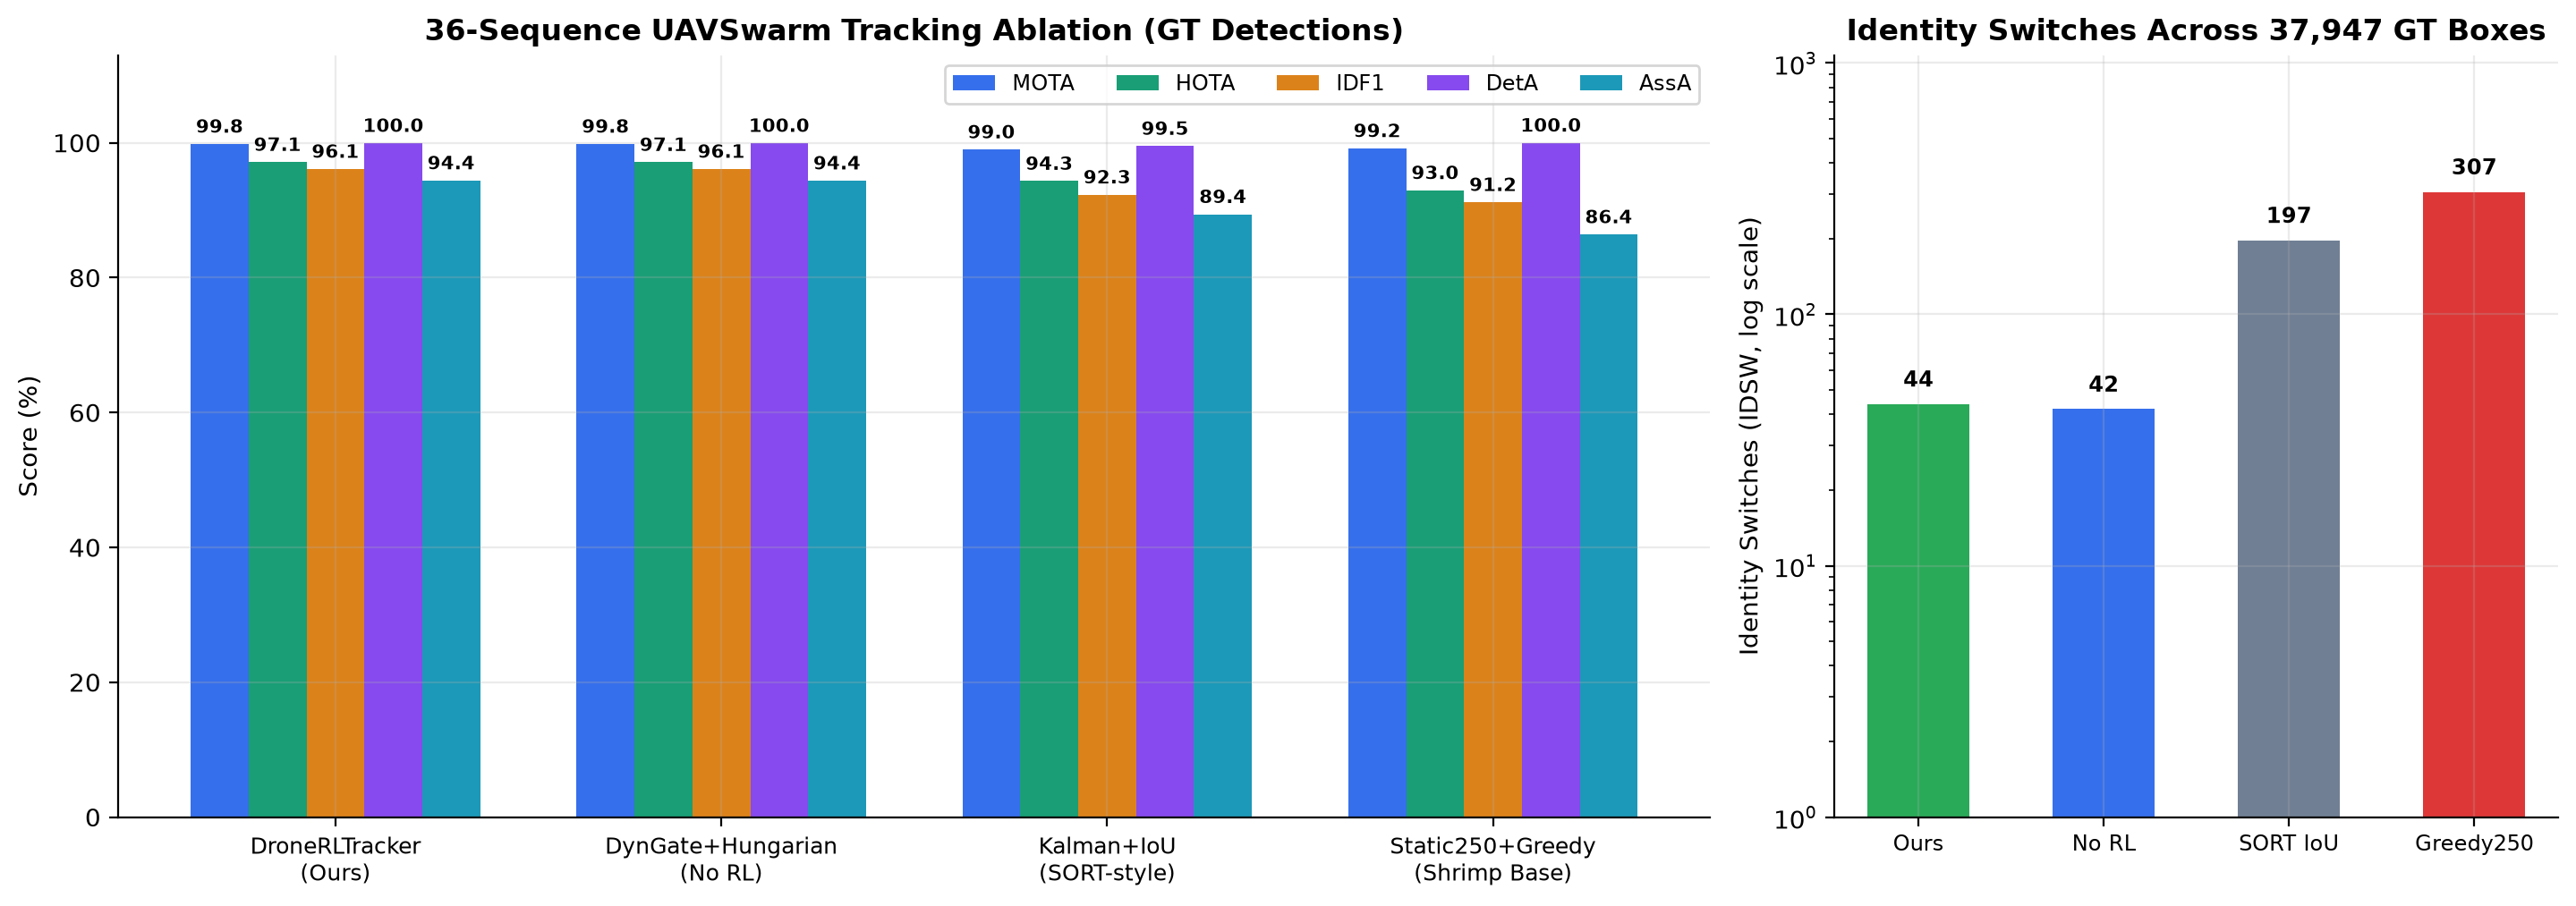 36-Sequence UAVSwarm Tracking Ablation (GT Detections)
MOTA HOTA IDF1 DetA AssA
Score (%)
100
80
60
40
20
0
99.8 97.1 96.1 100.0 94.4
99.8 97.1 96.1 100.0 94.4
99.0 94.3 92.3 99.5 89.4
99.2 93.0 91.2 100.0 86.4
DroneRLTracker
(Ours)
DynGate+Hungarian
(No RL)
Kalman+IoU
(SORT-style)
Static250+Greedy
(Shrimp Base)
Identity Switches Across 37,947 GT Boxes
Identity Switches (IDSW, log scale)
10³
10²
10¹
10⁰
44
42
197
307
Ours
No RL
SORT IoU
Greedy250